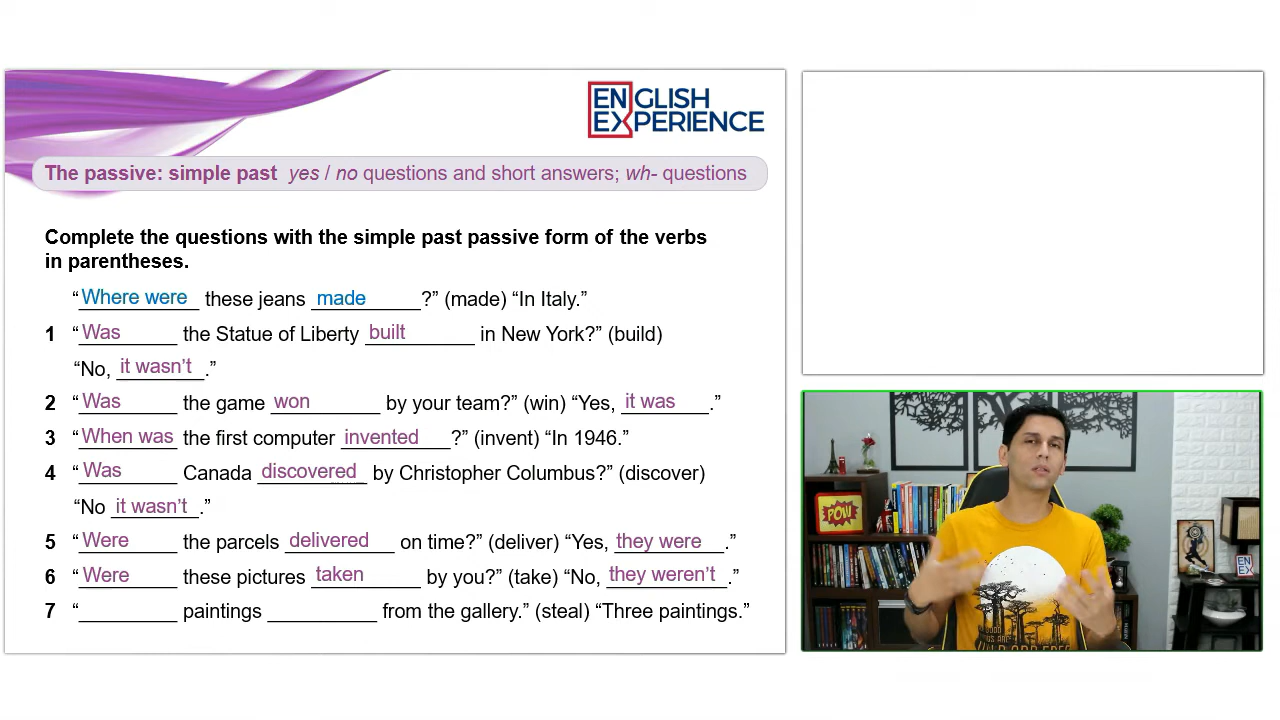 ENGLISH
EXPERIENCE
The passive: simple past yes / no questions and short answers; wh- questions
Complete the questions with the simple past passive form of the verbs
in parentheses.
“Where were these jeans made ?” (made) “In Italy.”
1 “Was the Statue of Liberty built in New York?” (build)
“No, it wasn’t.”
2 “Was the game won by your team?” (win) “Yes, it was.”
3 “When was the first computer invented ?” (invent) “In 1946.”
4 “Was Canada discovered by Christopher Columbus?” (discover)
“No it wasn’t.”
5 “Were the parcels delivered on time?” (deliver) “Yes, they were.”
6 “Were these pictures taken by you?” (take) “No, they weren’t.”
7 “_________ paintings __________ from the gallery.” (steal) “Three paintings.”
POW
EN
EX